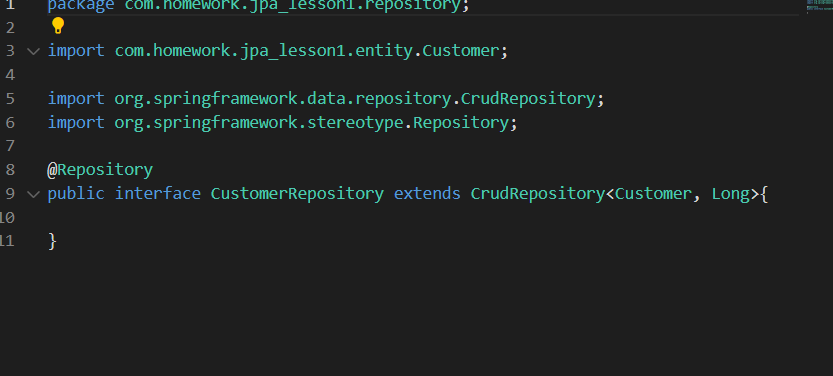 1 package com.homework.jpa_lesson1.repository;
2
3 import com.homework.jpa_lesson1.entity.Customer;
4
5 import org.springframework.data.repository.CrudRepository;
6 import org.springframework.stereotype.Repository;
7
8 @Repository
9 public interface CustomerRepository extends CrudRepository<Customer, Long>{
10
11 }